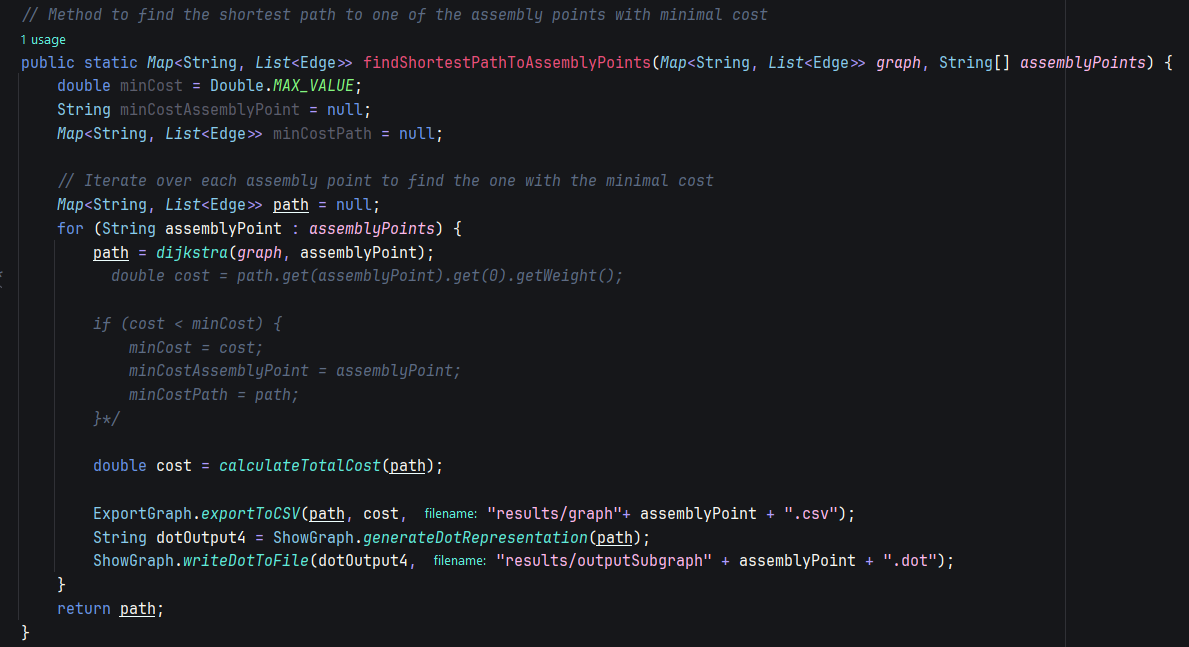 // Method to find the shortest path to one of the assembly points with minimal cost
1 usage
public static Map<String, List<Edge>> findShortestPathToAssemblyPoints(Map<String, List<Edge>> graph, String[] assemblyPoints) {
    double minCost = Double.MAX_VALUE;
    String minCostAssemblyPoint = null;
    Map<String, List<Edge>> minCostPath = null;

    // Iterate over each assembly point to find the one with the minimal cost
    Map<String, List<Edge>> path = null;
    for (String assemblyPoint : assemblyPoints) {
        path = dijkstra(graph, assemblyPoint);
          double cost = path.get(assemblyPoint).get(0).getWeight();

        if (cost < minCost) {
            minCost = cost;
            minCostAssemblyPoint = assemblyPoint;
            minCostPath = path;
        }*/

        double cost = calculateTotalCost(path);

        ExportGraph.exportToCSV(path, cost, filename: "results/graph"+ assemblyPoint + ".csv");
        String dotOutput4 = ShowGraph.generateDotRepresentation(path);
        ShowGraph.writeDotToFile(dotOutput4, filename: "results/outputSubgraph" + assemblyPoint + ".dot");
    }
    return path;
}